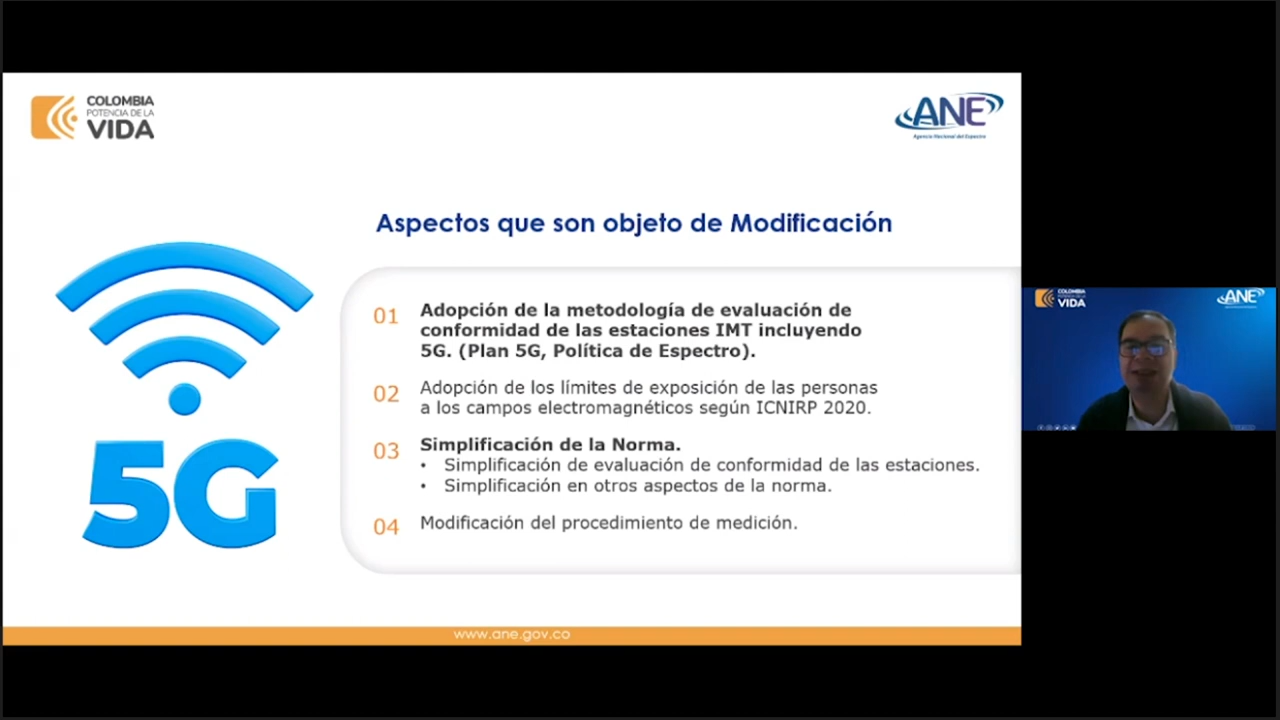 COLOMBIA
POTENCIA DE LA
VIDA
ANE
Agencia Nacional del Espectro
Aspectos que son objeto de Modificación
5G
01 Adopción de la metodología de evaluación de
conformidad de las estaciones IMT incluyendo
5G. (Plan 5G, Política de Espectro).
02 Adopción de los límites de exposición de las personas
a los campos electromagnéticos según ICNIRP 2020.
03 Simplificación de la Norma.
• Simplificación de evaluación de conformidad de las estaciones.
• Simplificación en otros aspectos de la norma.
04 Modificación del procedimiento de medición.
www.ane.gov.co
COLOMBIA
VIDA
ANE